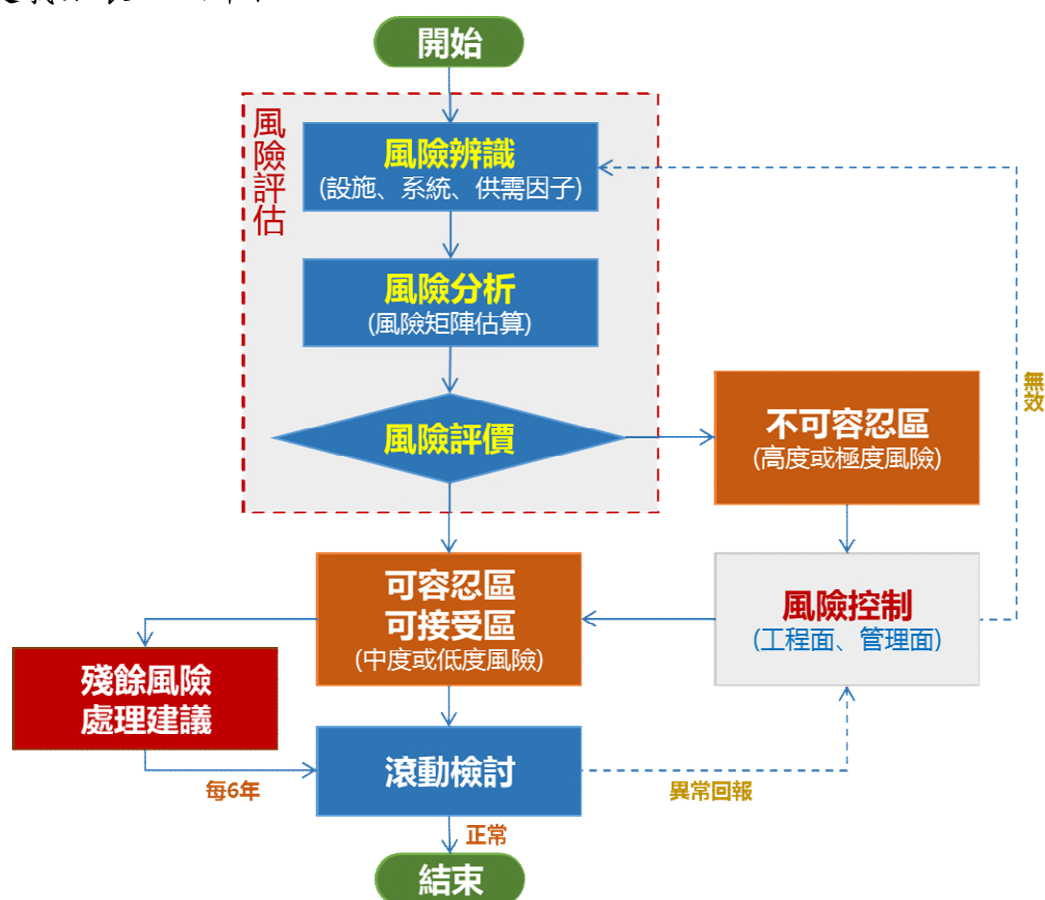 開始
風險評估
風險辨識
(設施、系統、供需因子)
風險分析
(風險矩陣估算)
風險評價
不可容忍區
(高度或極度風險)
無效
可容忍區
可接受區
(中度或低度風險)
風險控制
(工程面、管理面)
殘餘風險
處理建議
滾動檢討
每6年
異常回報
正常
結束